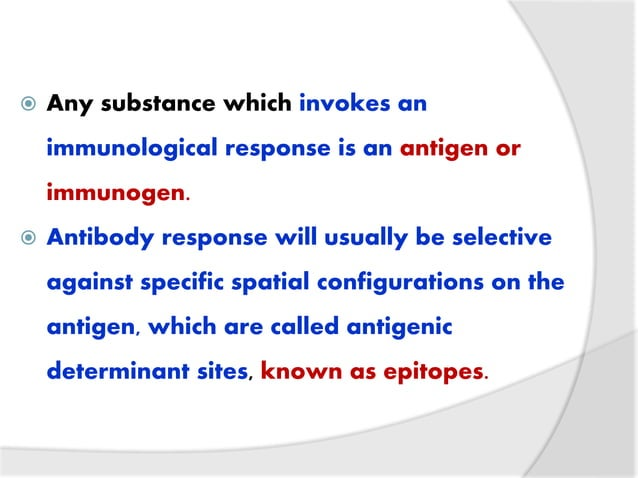 Any substance which invokes an
immunological response is an antigen or
immunogen.
Antibody response will usually be selective
against specific spatial configurations on the
antigen, which are called antigenic
determinant sites, known as epitopes.